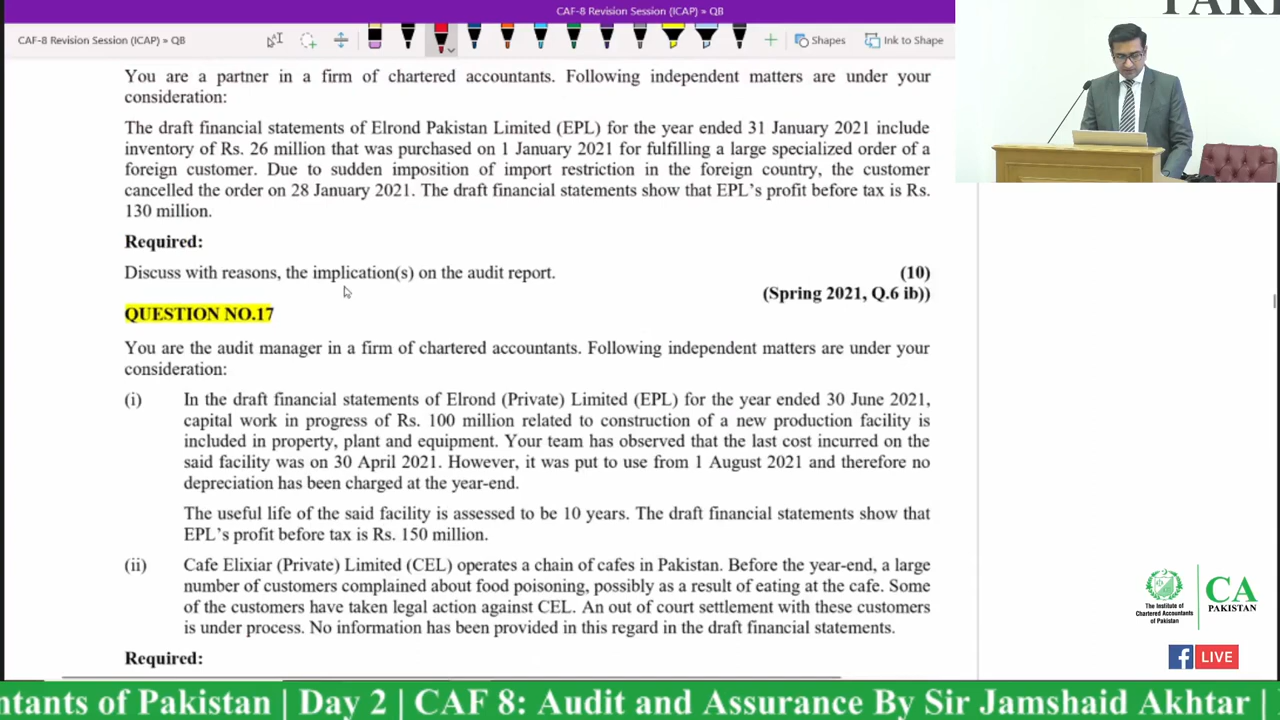 CAF-8 Revision Session (ICAP) » QB
CAF-8 Revision Session (ICAP) » QB
Shapes
Ink to Shape
You are a partner in a firm of chartered accountants. Following independent matters are under your
consideration:
The draft financial statements of Elrond Pakistan Limited (EPL) for the year ended 31 January 2021 include
inventory of Rs. 26 million that was purchased on 1 January 2021 for fulfilling a large specialized order of a
foreign customer. Due to sudden imposition of import restriction in the foreign country, the customer
cancelled the order on 28 January 2021. The draft financial statements show that EPL's profit before tax is Rs.
130 million.
Required:
Discuss with reasons, the implication(s) on the audit report. (10)
(Spring 2021, Q.6 ib))
QUESTION NO.17
You are the audit manager in a firm of chartered accountants. Following independent matters are under your
consideration:
(i) In the draft financial statements of Elrond (Private) Limited (EPL) for the year ended 30 June 2021,
capital work in progress of Rs. 100 million related to construction of a new production facility is
included in property, plant and equipment. Your team has observed that the last cost incurred on the
said facility was on 30 April 2021. However, it was put to use from 1 August 2021 and therefore no
depreciation has been charged at the year-end.
The useful life of the said facility is assessed to be 10 years. The draft financial statements show that
EPL's profit before tax is Rs. 150 million.
(ii) Cafe Elixiar (Private) Limited (CEL) operates a chain of cafes in Pakistan. Before the year-end, a large
number of customers complained about food poisoning, possibly as a result of eating at the cafe. Some
of the customers have taken legal action against CEL. An out of court settlement with these customers
is under process. No information has been provided in this regard in the draft financial statements.
Required:
The Institute of
Chartered Accountants
of Pakistan
CA
PAKISTAN
f LIVE
ntants of Pakistan | Day 2 | CAF 8: Audit and Assurance By Sir Jamshaid Akhtar |